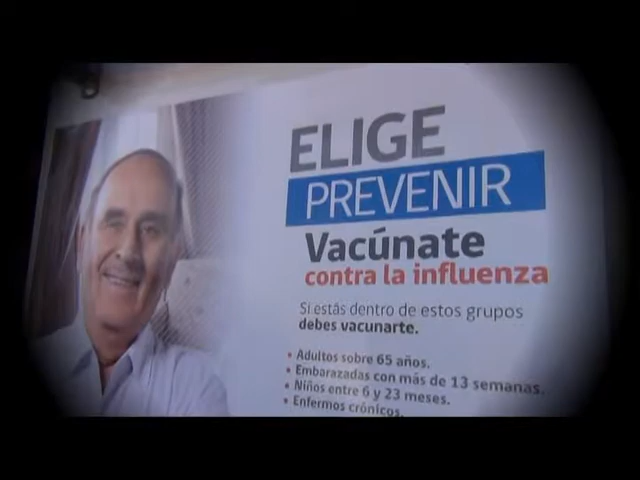 ELIGE
PREVENIR
Vacúnate
contra la influenza
Si estás dentro de estos grupos
debes vacunarte.
• Adultos sobre 65 años.
• Embarazadas con más de 13 semanas.
• Niños entre 6 y 23 meses.
• Enfermos crónicos.